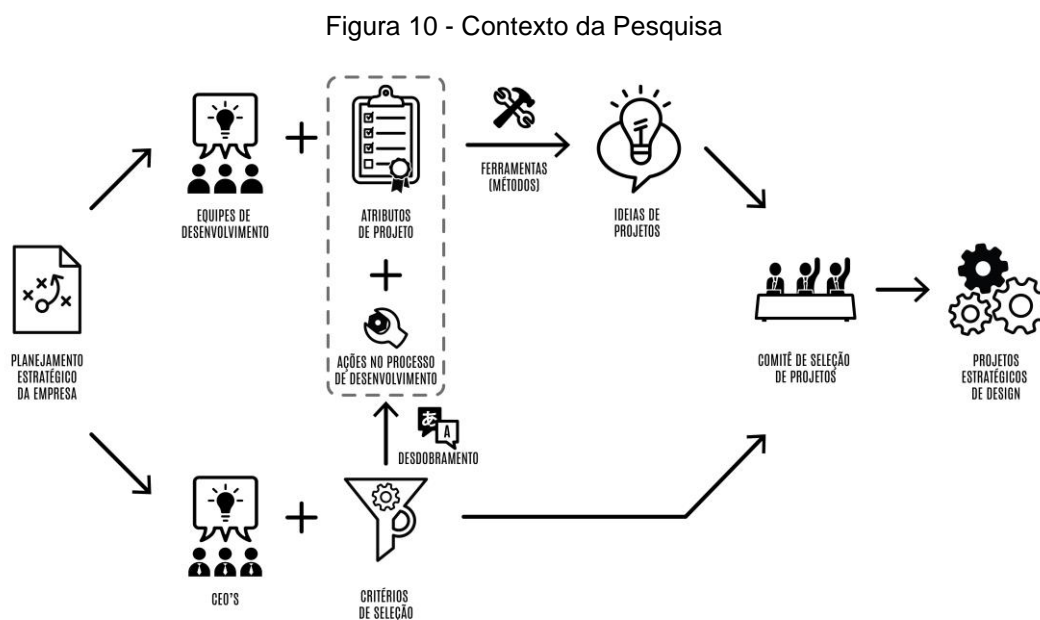 Figura 10 - Contexto da Pesquisa
EQUIPES DE
DESENVOLVIMENTO
ATRIBUTOS
DE PROJETO
FERRAMENTAS
(MÉTODOS)
IDEIAS DE
PROJETOS
AÇÕES NO PROCESSO
DE DESENVOLVIMENTO
PLANEJAMENTO
ESTRATÉGICO
DA EMPRESA
COMITÊ DE SELEÇÃO
DE PROJETOS
PROJETOS
ESTRATÉGICOS
DE DESIGN
あ
A
DESDOBRAMENTO
CEO'S
CRITÉRIOS
DE SELEÇÃO